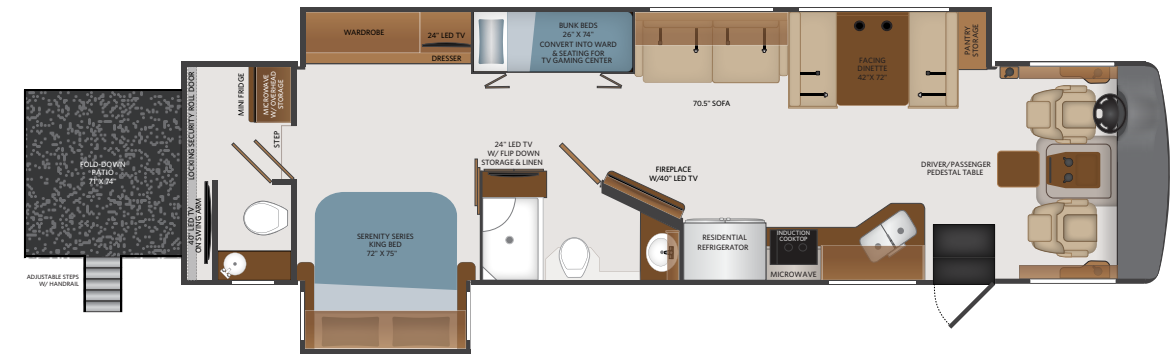 WARDROBE
24" LED TV
DRESSER
BUNK BEDS
26" X 74"
CONVERT INTO WARD
& SEATING FOR
TV GAMING CENTER
70.5" SOFA
FACING
DINETTE
42"X 72"
PANTRY
STORAGE
LOCKING SECURITY ROLL DOOR
MINI FRIDGE
MICROWAVE
W/ OVERHEAD
STORAGE
STEP
FOLD-DOWN
PATIO
71" X 74"
40" LED TV
ON SWING ARM
ADJUSTABLE STEPS
W/ HANDRAIL
SERENITY SERIES
KING BED
72" X 75"
24" LED TV
W/ FLIP DOWN
STORAGE & LINEN
FIREPLACE
W/40" LED TV
RESIDENTIAL
REFRIGERATOR
INDUCTION
COOKTOP
MICROWAVE
DRIVER/PASSENGER
PEDESTAL TABLE